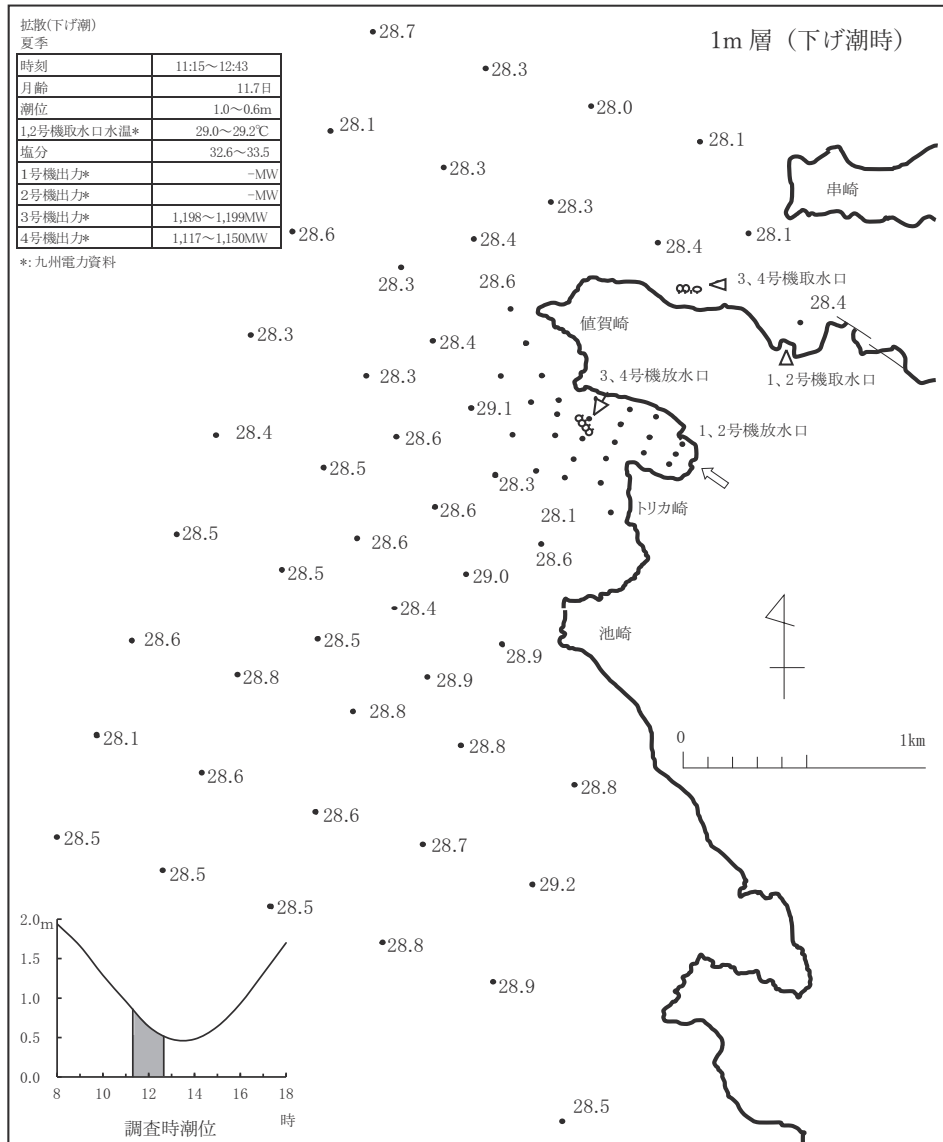 拡散(下げ潮)
夏季
時刻 11:15～12:43
月齢 11.7日
潮位 1.0～0.6m
1,2号機取水口水温* 29.0～29.2℃
塩分 32.6～33.5
1号機出力* -MW
2号機出力* -MW
3号機出力* 1,198～1,199MW
4号機出力* 1,117～1,150MW
*: 九州電力資料
1m 層（下げ潮時）
28.7
28.3
28.0
28.1
28.1
28.3
串崎
28.3
28.6
28.4
28.4
28.1
28.3
28.6
3、4号機取水口
28.4
値賀崎
28.3
28.4
28.3
3、4号機放水口
1、2号機取水口
29.1
28.4
28.6
1、2号機放水口
28.5
28.3
28.6
28.1
トリカ崎
28.5
28.6
28.6
28.5
29.0
28.4
池崎
28.6
28.5
28.9
28.8
28.9
28.8
28.1
28.8
0 1km
28.6
28.8
28.6
28.5
28.7
28.5
29.2
28.5
28.8
28.9
28.5
2.0m
1.5
1.0
0.5
0.0
8 10 12 14 16 18
時
調査時潮位